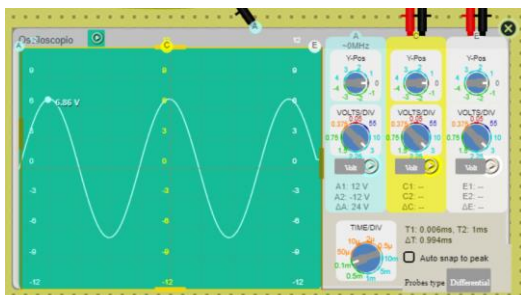 Osciloscopio
A
C
E
12
9
6
3
0
-3
-6
-9
-12
6.86 V
A C E
~0MHz
Y-Pos Y-Pos Y-Pos
VOLTS/DIV VOLTS/DIV VOLTS/DIV
Volt Volt Volt
A1: 12 V C1: -- E1: --
A2: -12 V C2: -- E2: --
ΔA: 24 V ΔC: -- ΔE: --
TIME/DIV
T1: 0.006ms, T2: 1ms
ΔT: 0.994ms
Auto snap to peak
Probes type Differential